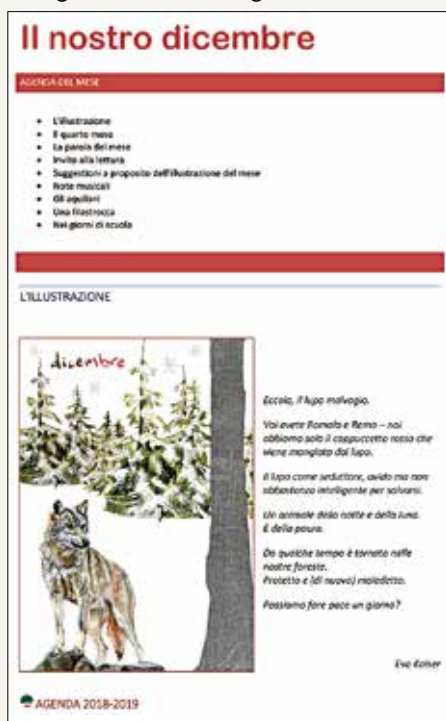 Il nostro dicembre
AGENDA DEL MESE
• L'illustrazione
• Il quarto mese
• La parola del mese
• Invito alla lettura
• Suggestioni a proposito dell'illustrazione del mese
• Note musicali
• Gli aquiloni
• Una filastrocca
• Nei giorni di scuola
L'ILLUSTRAZIONE
dicembre
Eccolo, il lupo malvagio.
Voi avete Romolo e Remo – noi
abbiamo solo il cappuccetto rosso che
viene mangiato dal lupo.
Il lupo come seduttore, avido ma non
abbastanza intelligente per salvarsi.
Un animale della notte e della luna.
E della paura.
Da qualche tempo è tornato nelle
nostre foreste.
Protetto e (di nuovo) maledetto.
Possiamo fare pace un giorno?
Eva Kaiser
AGENDA 2018-2019